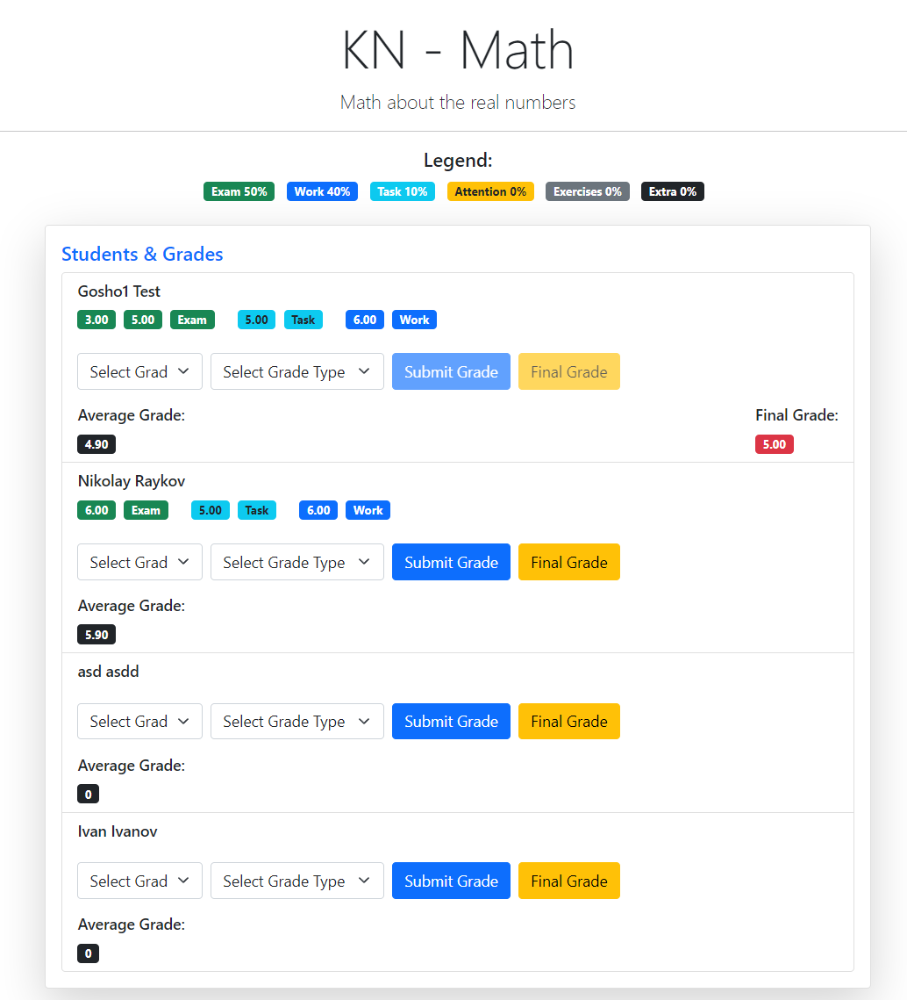 KN - Math
Math about the real numbers
Legend:
Exam 50% Work 40% Task 10% Attention 0% Exercises 0% Extra 0%
Students & Grades
Gosho1 Test
3.00 5.00 Exam 5.00 Task 6.00 Work
Select Grad Select Grade Type Submit Grade Final Grade
Average Grade: Final Grade:
4.90 5.00
Nikolay Raykov
6.00 Exam 5.00 Task 6.00 Work
Select Grad Select Grade Type Submit Grade Final Grade
Average Grade:
5.90
asd asdd
Select Grad Select Grade Type Submit Grade Final Grade
Average Grade:
0
Ivan Ivanov
Select Grad Select Grade Type Submit Grade Final Grade
Average Grade:
0